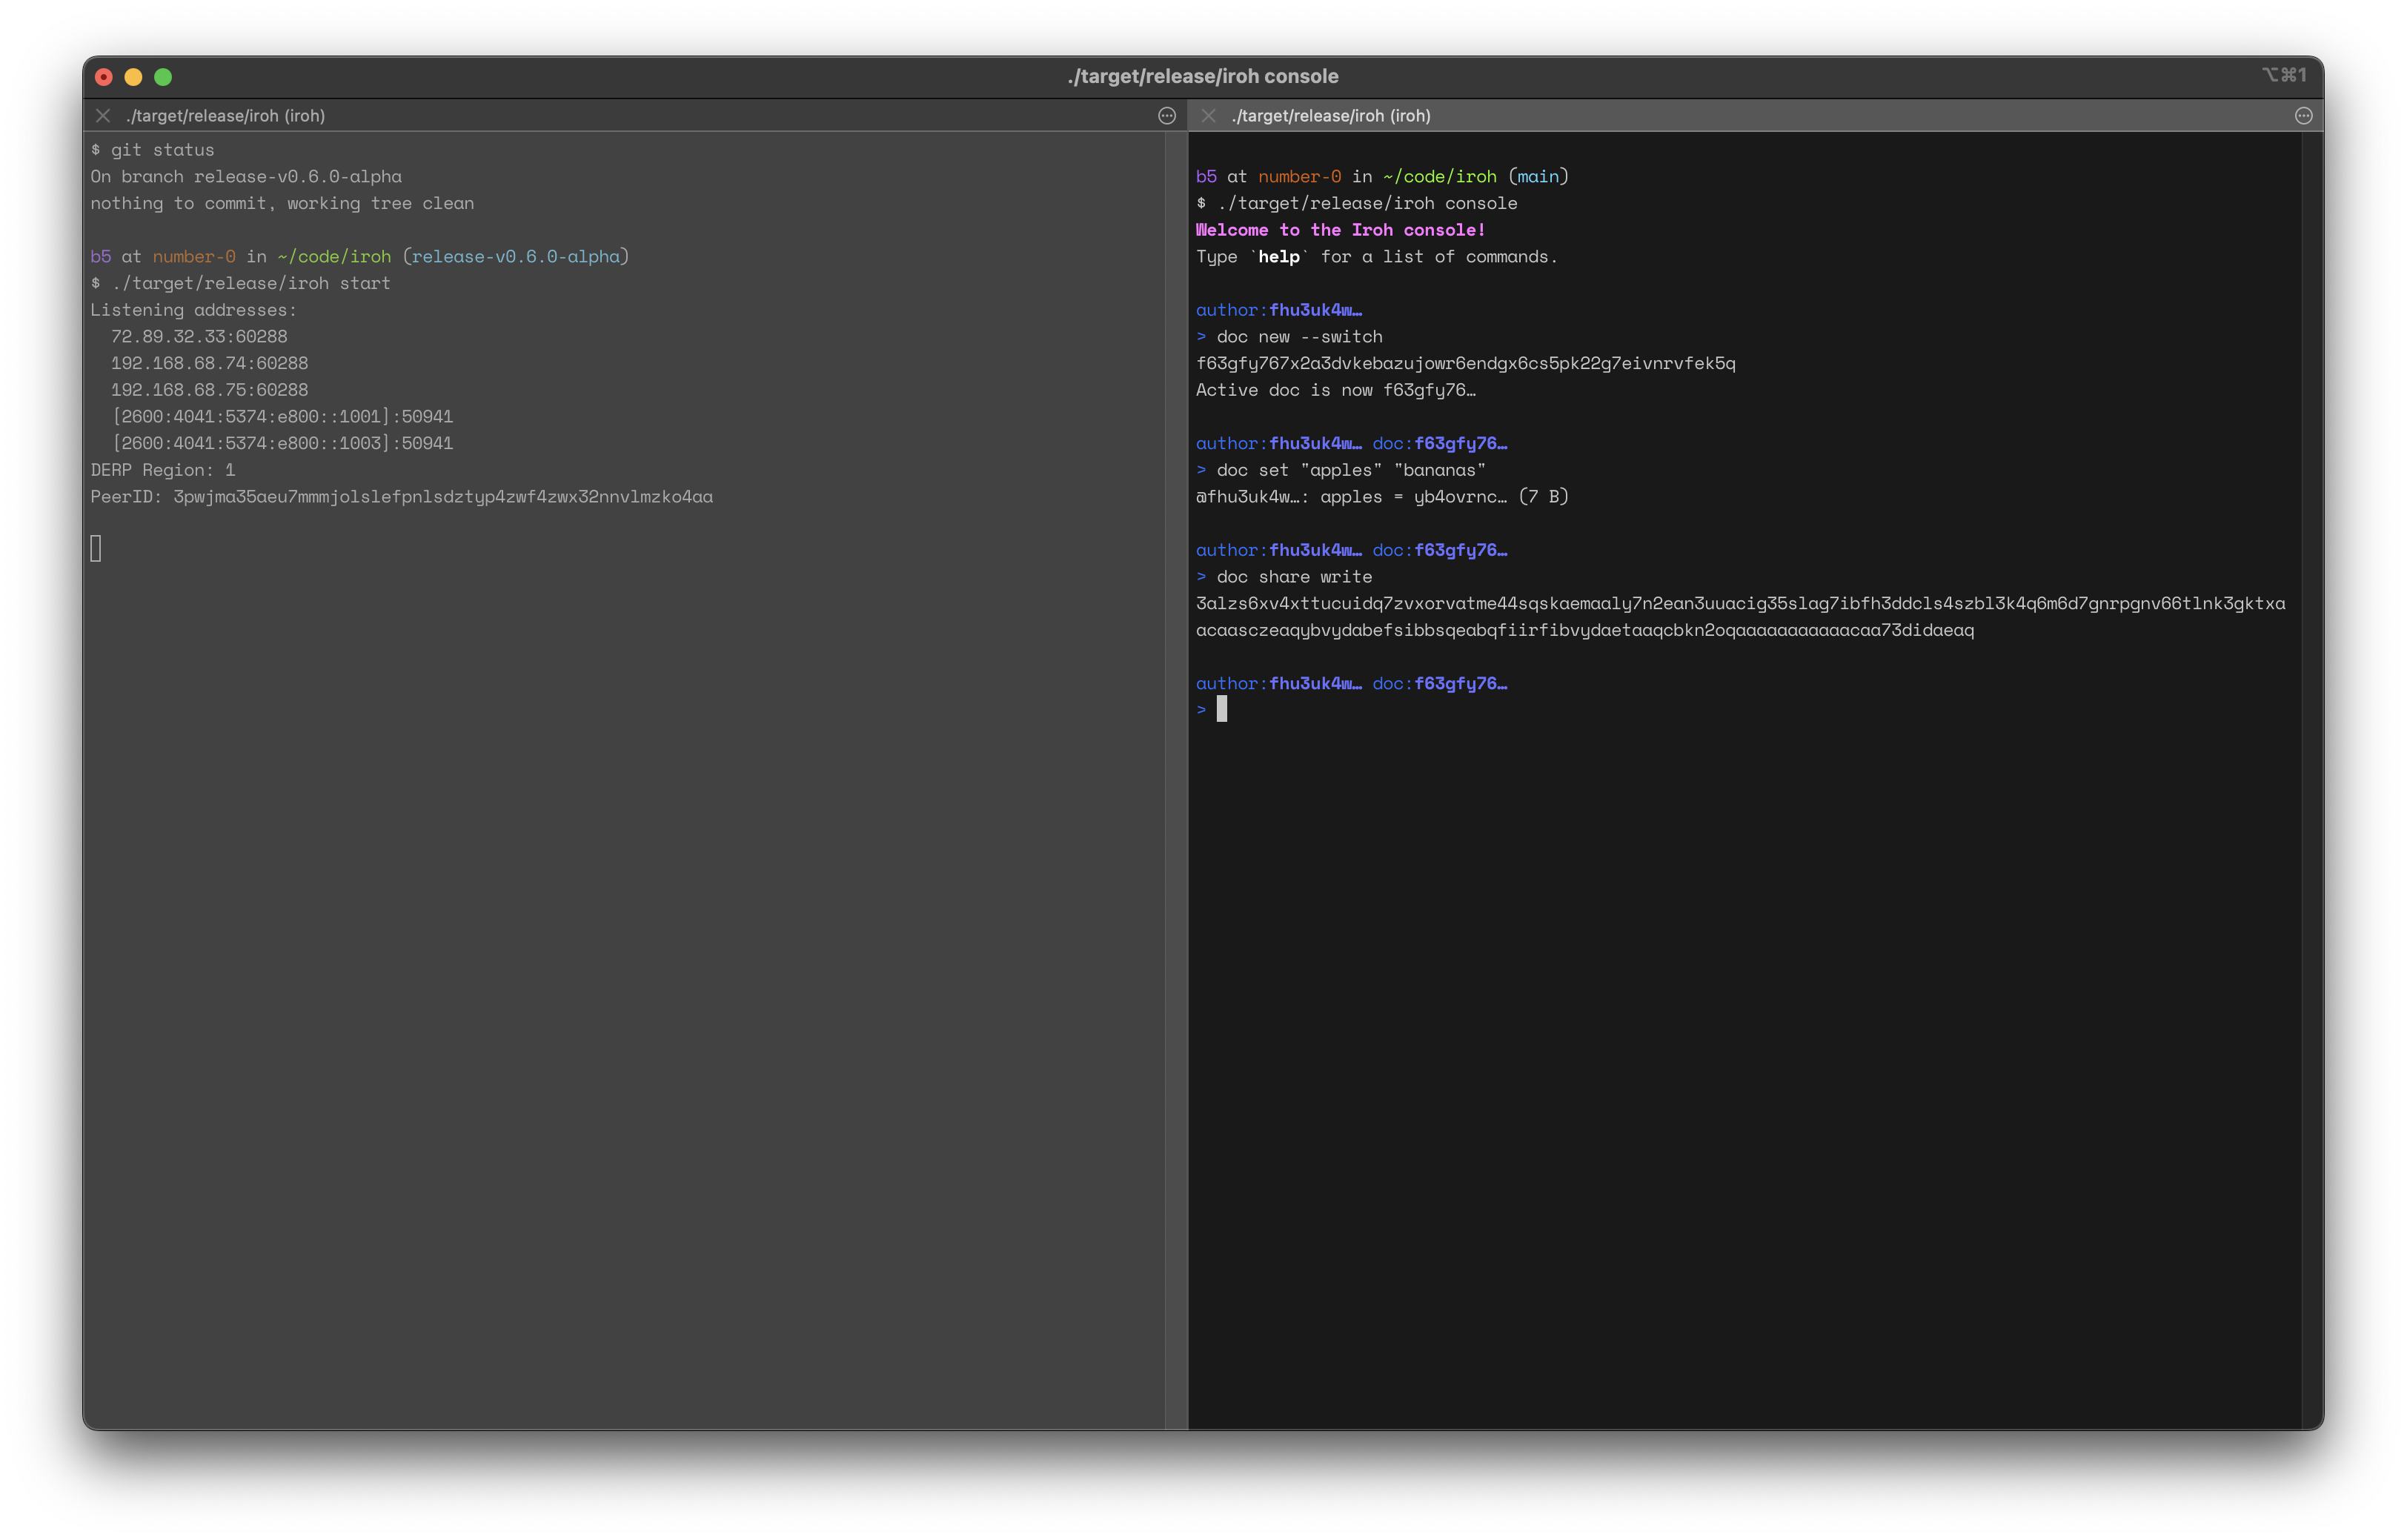 ./target/release/iroh console
⌥⌘1
./target/release/iroh (iroh)
$ git status
On branch release-v0.6.0-alpha
nothing to commit, working tree clean
b5 at number-0 in ~/code/iroh (release-v0.6.0-alpha)
$ ./target/release/iroh start
Listening addresses:
72.89.32.33:60288
192.168.68.74:60288
192.168.68.75:60288
[2600:4041:5374:e800::1001]:50941
[2600:4041:5374:e800::1003]:50941
DERP Region: 1
PeerID: 3pwjma35aeu7mmmjolslefpnlsdztyp4zwf4zwx32nnvlmzko4aa
./target/release/iroh (iroh)
b5 at number-0 in ~/code/iroh (main)
$ ./target/release/iroh console
Welcome to the Iroh console!
Type `help` for a list of commands.
author:fhu3uk4w…
> doc new --switch
f63gfy767x2a3dvkebazujowr6endgx6cs5pk22g7eivnrvfek5q
Active doc is now f63gfy76…
author:fhu3uk4w… doc:f63gfy76…
> doc set "apples" "bananas"
@fhu3uk4w…: apples = yb4ovrnc… (7 B)
author:fhu3uk4w… doc:f63gfy76…
> doc share write
3alzs6xv4xttucuidq7zvxorvatme44sqskaemaaly7n2ean3uuacig35slag7ibfh3ddcls4szbl3k4q6m6d7gnrpgnv66tlnk3gktxa
acaasczeaqybvydabefsibbsqeabqfiirfibvydaetaaqcbkn2oqaaaaaaaaaaacaa73didaeaq
author:fhu3uk4w… doc:f63gfy76…
>